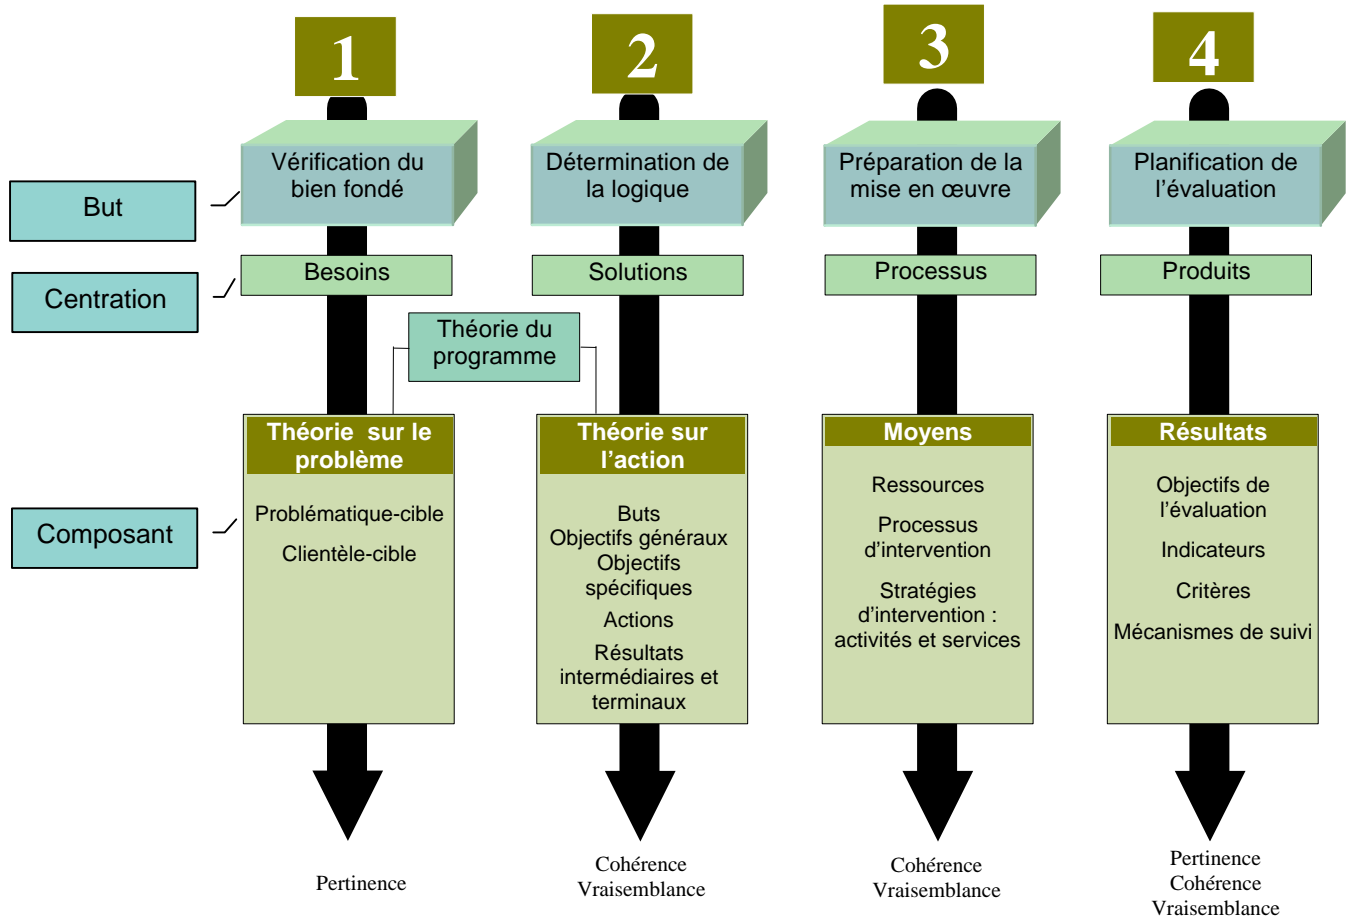 1
2
3
4
Vérification du
bien fondé
Détermination de
la logique
Préparation de la
mise en œuvre
Planification de
l’évaluation
But
Besoins
Solutions
Processus
Produits
Centration
Théorie du
programme
Théorie sur le
problème
Problématique-cible
Clientèle-cible
Théorie sur
l’action
Buts
Objectifs généraux
Objectifs
spécifiques
Actions
Résultats
intermédiaires et
terminaux
Moyens
Ressources
Processus
d’intervention
Stratégies
d’intervention :
activités et services
Résultats
Objectifs de
l’évaluation
Indicateurs
Critères
Mécanismes de suivi
Composant
Pertinence
Cohérence
Vraisemblance
Cohérence
Vraisemblance
Pertinence
Cohérence
Vraisemblance